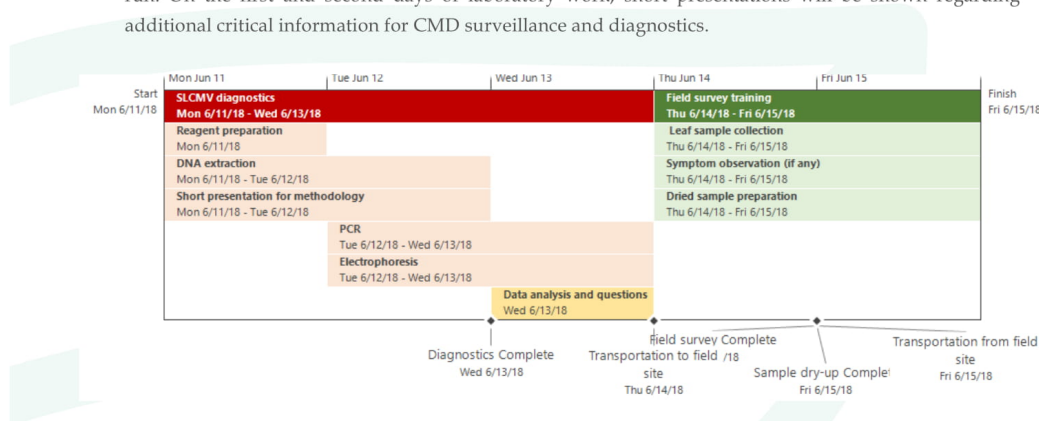 run. On the first and second days of laboratory work, short presentations will be shown regarding
additional critical information for CMD surveillance and diagnostics.
Mon Jun 11
Tue Jun 12
Wed Jun 13
Thu Jun 14
Fri Jun 15
Start
Mon 6/11/18
Finish
Fri 6/15/18
SLCMV diagnostics
Mon 6/11/18 - Wed 6/13/18
Field survey training
Thu 6/14/18 - Fri 6/15/18
Reagent preparation
Mon 6/11/18
Leaf sample collection
Thu 6/14/18 - Fri 6/15/18
DNA extraction
Mon 6/11/18 - Tue 6/12/18
Symptom observation (if any)
Thu 6/14/18 - Fri 6/15/18
Short presentation for methodology
Mon 6/11/18 - Tue 6/12/18
Dried sample preparation
Thu 6/14/18 - Fri 6/15/18
PCR
Tue 6/12/18 - Wed 6/13/18
Electrophoresis
Tue 6/12/18 - Wed 6/13/18
Data analysis and questions
Wed 6/13/18
Diagnostics Complete
Wed 6/13/18
Field survey Complete
/18
Transportation to field
site
Thu 6/14/18
Sample dry-up Complet
Fri 6/15/18
Transportation from field
site
Fri 6/15/18